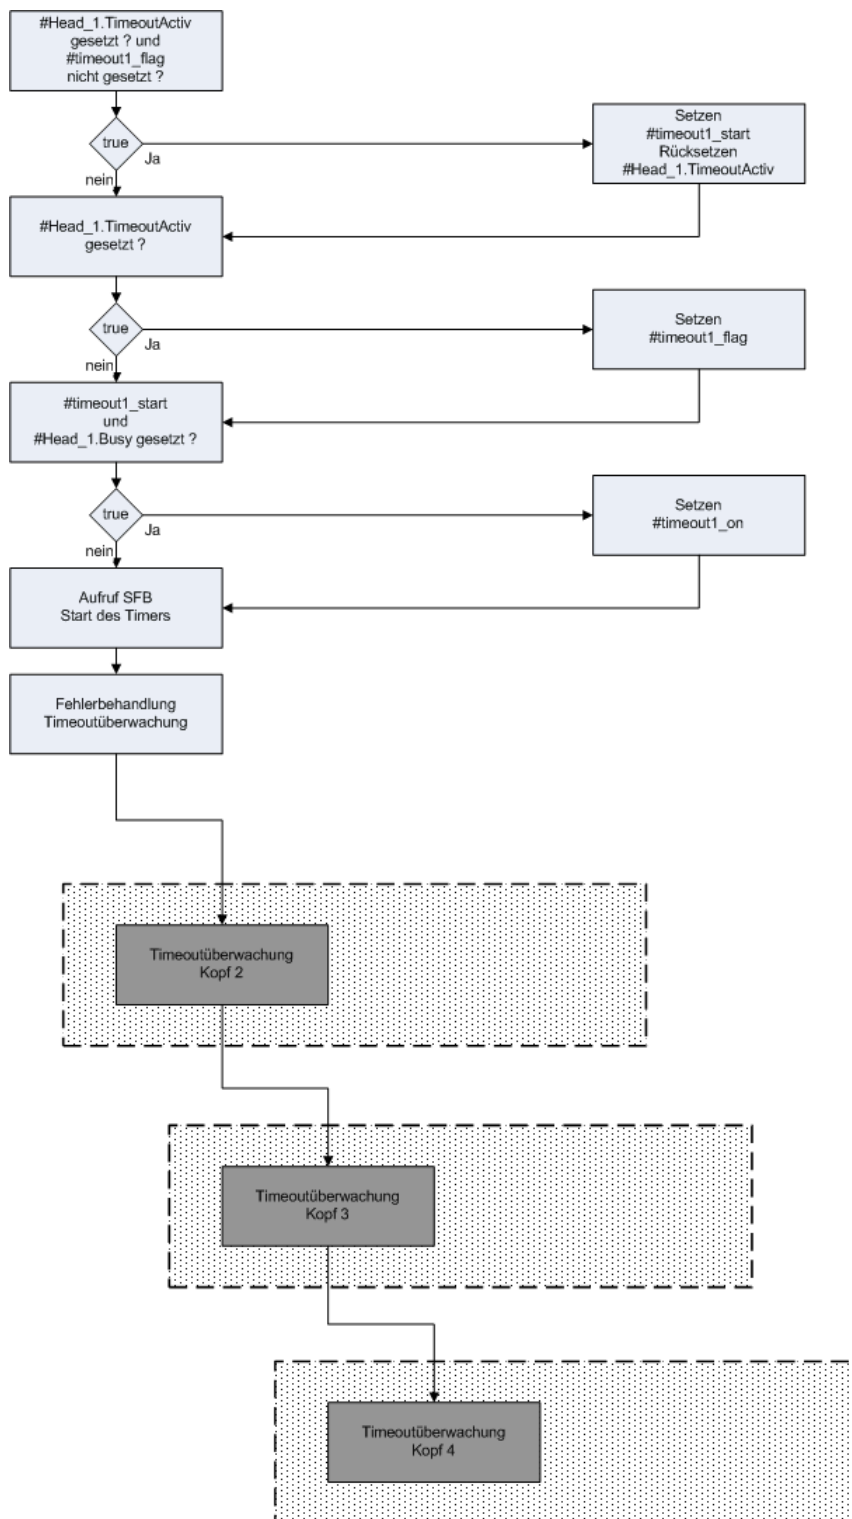 #Head_1.TimeoutActiv
gesetzt ? und
#timeout1_flag
nicht gesetzt ?
true
Ja
nein
Setzen
#timeout1_start
Rücksetzen
#Head_1.TimeoutActiv
#Head_1.TimeoutActiv
gesetzt ?
true
Ja
nein
Setzen
#timeout1_flag
#timeout1_start
und
#Head_1.Busy gesetzt ?
true
Ja
nein
Setzen
#timeout1_on
Aufruf SFB
Start des Timers
Fehlerbehandlung
Timeoutüberwachung
Timeoutüberwachung
Kopf 2
Timeoutüberwachung
Kopf 3
Timeoutüberwachung
Kopf 4